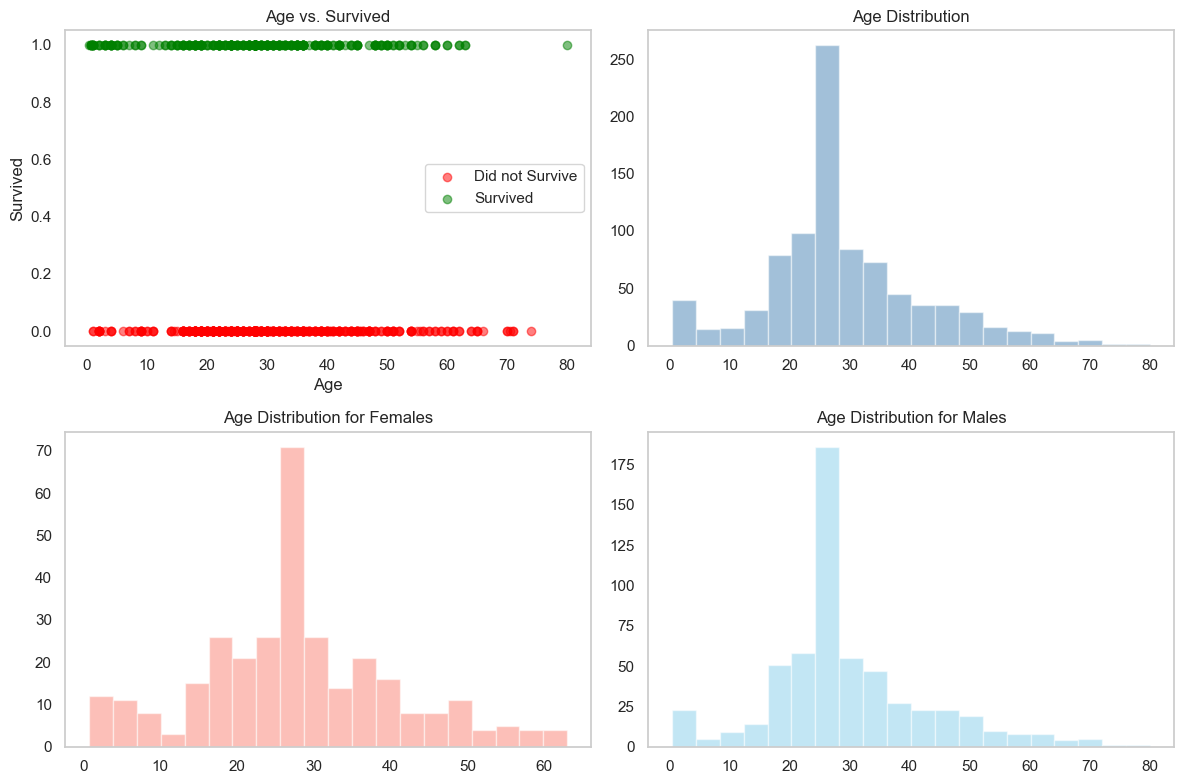 Age vs. Survived
1.0
0.8
0.6
0.4
0.2
0.0
Survived
Did not Survive
Survived
0 10 20 30 40 50 60 70 80
Age
Age Distribution
250
200
150
100
50
0
0 10 20 30 40 50 60 70 80
Age Distribution for Females
70
60
50
40
30
20
10
0
0 10 20 30 40 50 60
Age Distribution for Males
175
150
125
100
75
50
25
0
0 10 20 30 40 50 60 70 80